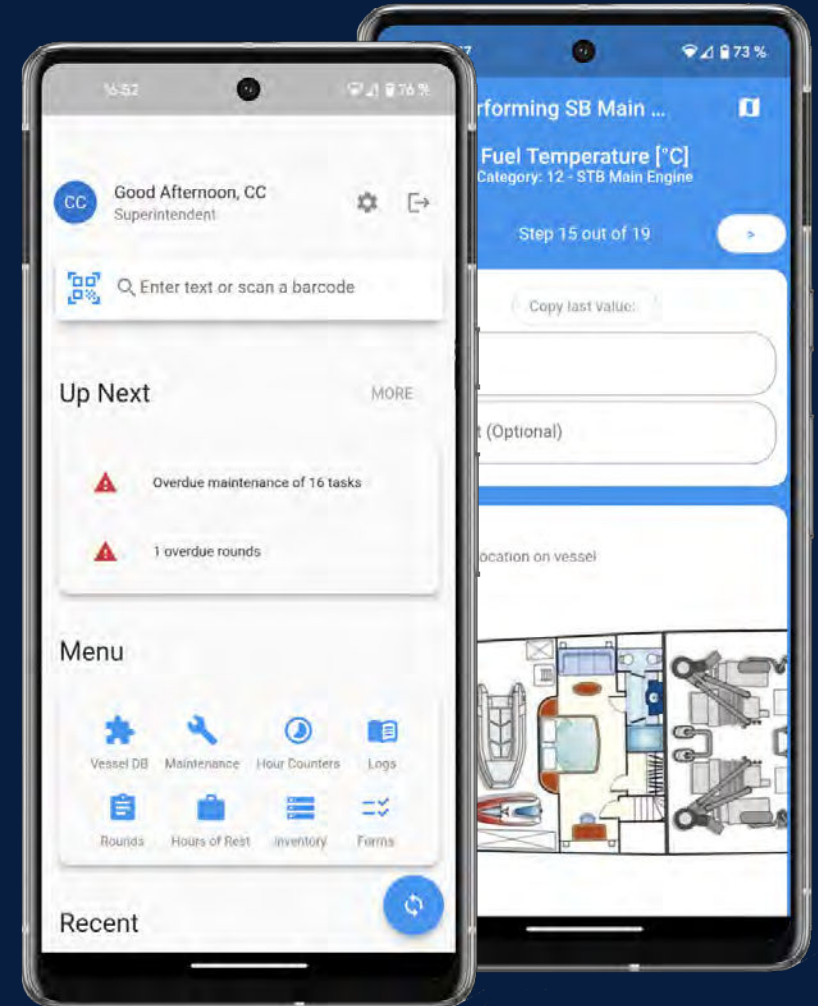 16:52
76 %
CC
Good Afternoon, CC
Superintendent
Enter text or scan a barcode
Up Next
MORE
Overdue maintenance of 16 tasks
1 overdue rounds
Menu
Vessel DB
Maintenance
Hour Counters
Logs
Rounds
Hours of Rest
Inventory
Forms
Recent
7
73 %
rforming SB Main ...
Fuel Temperature [°C]
Category: 12 - STB Main Engine
Step 15 out of 19
>
Copy last value:
t (Optional)
ocation on vessel